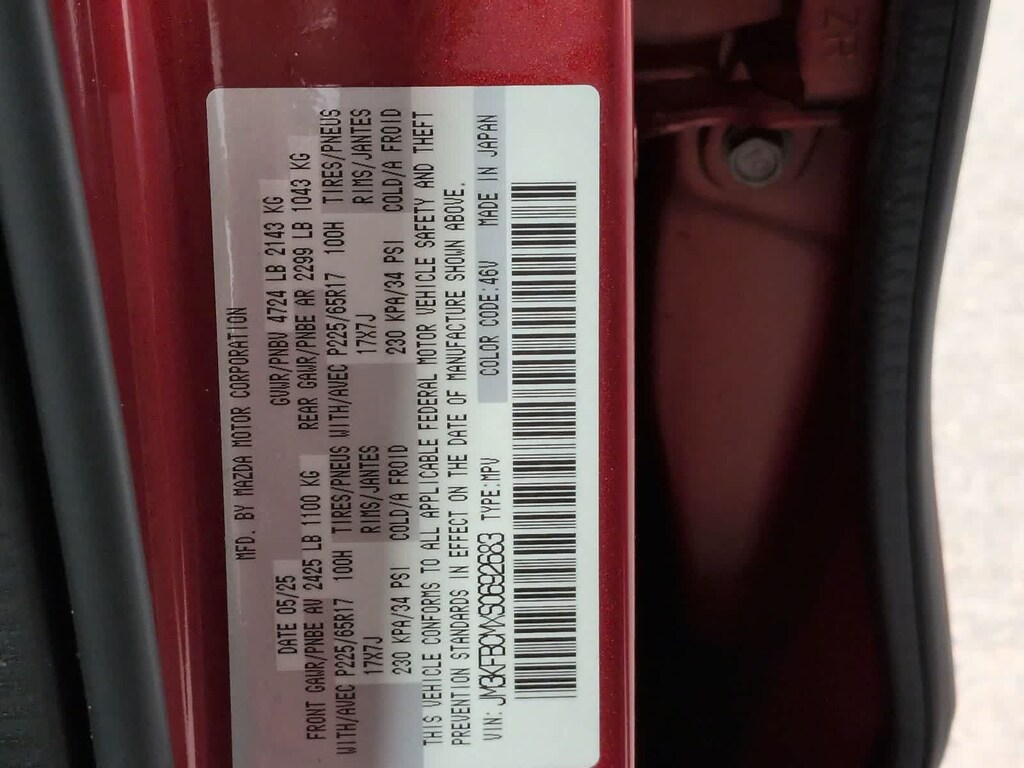 MFD. BY MAZDA MOTOR CORPORATION
DATE 05/25 GVWR/PNBV 4724 LB 2143 KG
FRONT GAWR/PNBE AV 2425 LB 1100 KG REAR GAWR/PNBE AR 2299 LB 1043 KG
WITH/AVEC P225/65R17 100H TIRES/PNEUS WITH/AVEC P225/65R17 100H TIRES/PNEUS
17X7J RIMS/JANTES 17X7J RIMS/JANTES
230 KPA/34 PSI COLD/A FROID 230 KPA/34 PSI COLD/A FROID
THIS VEHICLE CONFORMS TO ALL APPLICABLE FEDERAL MOTOR VEHICLE SAFETY AND THEFT
PREVENTION STANDARDS IN EFFECT ON THE DATE OF MANUFACTURE SHOWN ABOVE.
VIN: JM3KFBCMXS0692683 TYPE:MPV COLOR CODE:46V MADE IN JAPAN
ZR